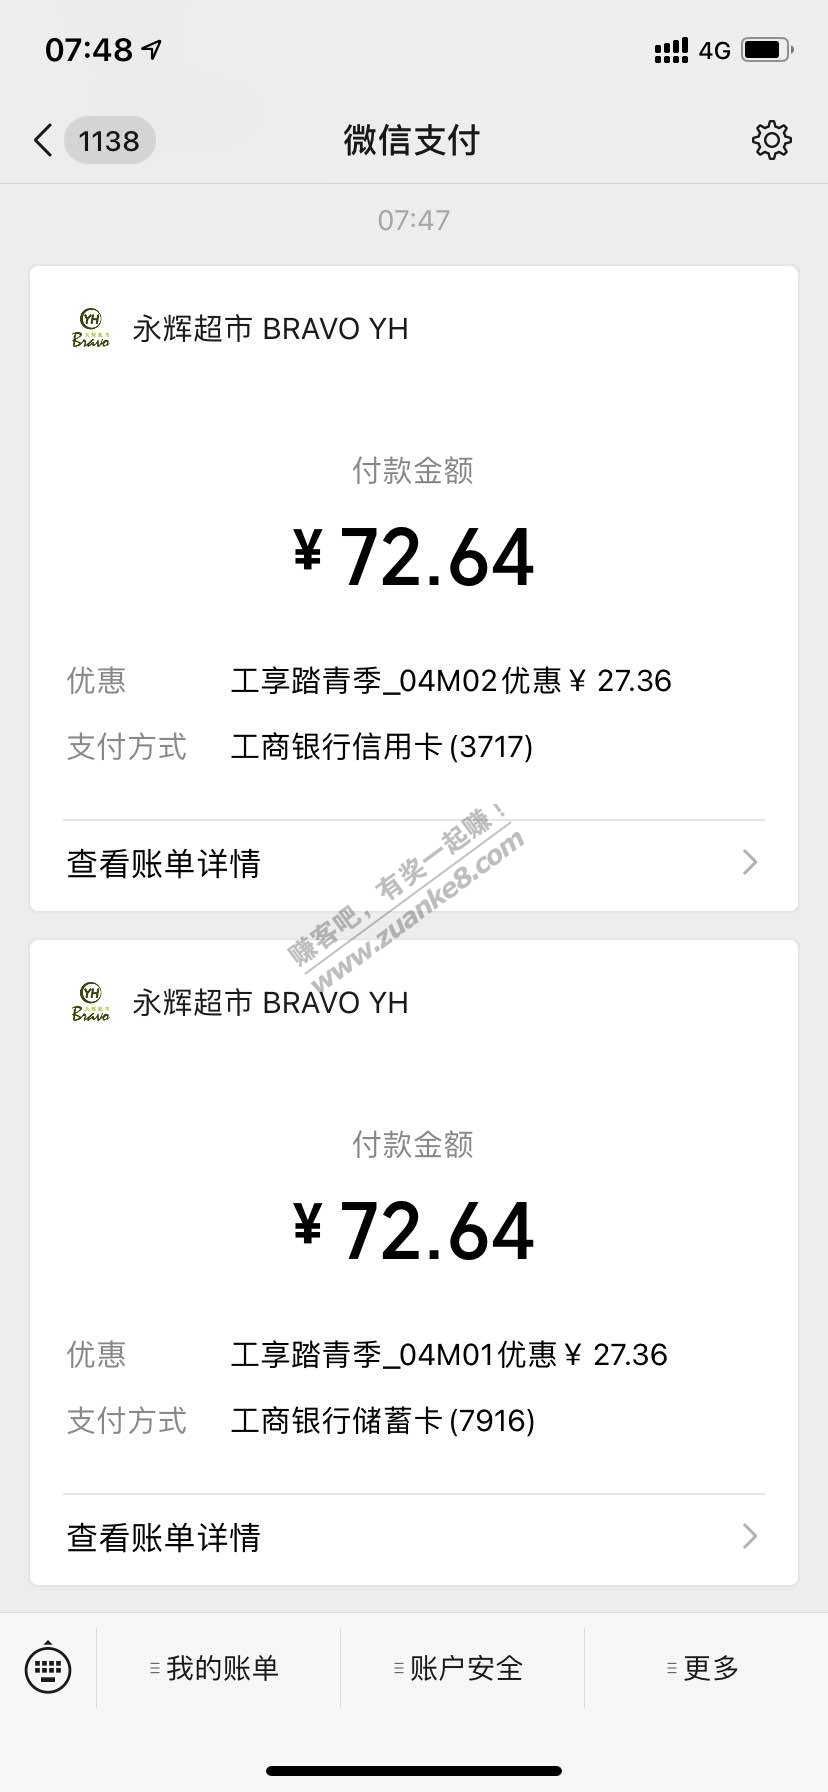 07:48
4G
1138
微信支付
07:47
YH
Bravo
永辉超市 BRAVO YH
付款金额
¥ 72.64
优惠 工享踏青季_04M02优惠¥ 27.36
支付方式 工商银行信用卡(3717)
查看账单详情
赚客吧，有奖一起赚！
www.zuanke8.com
YH
Bravo
永辉超市 BRAVO YH
付款金额
¥ 72.64
优惠 工享踏青季_04M01优惠¥ 27.36
支付方式 工商银行储蓄卡(7916)
查看账单详情
我的账单
账户安全
更多